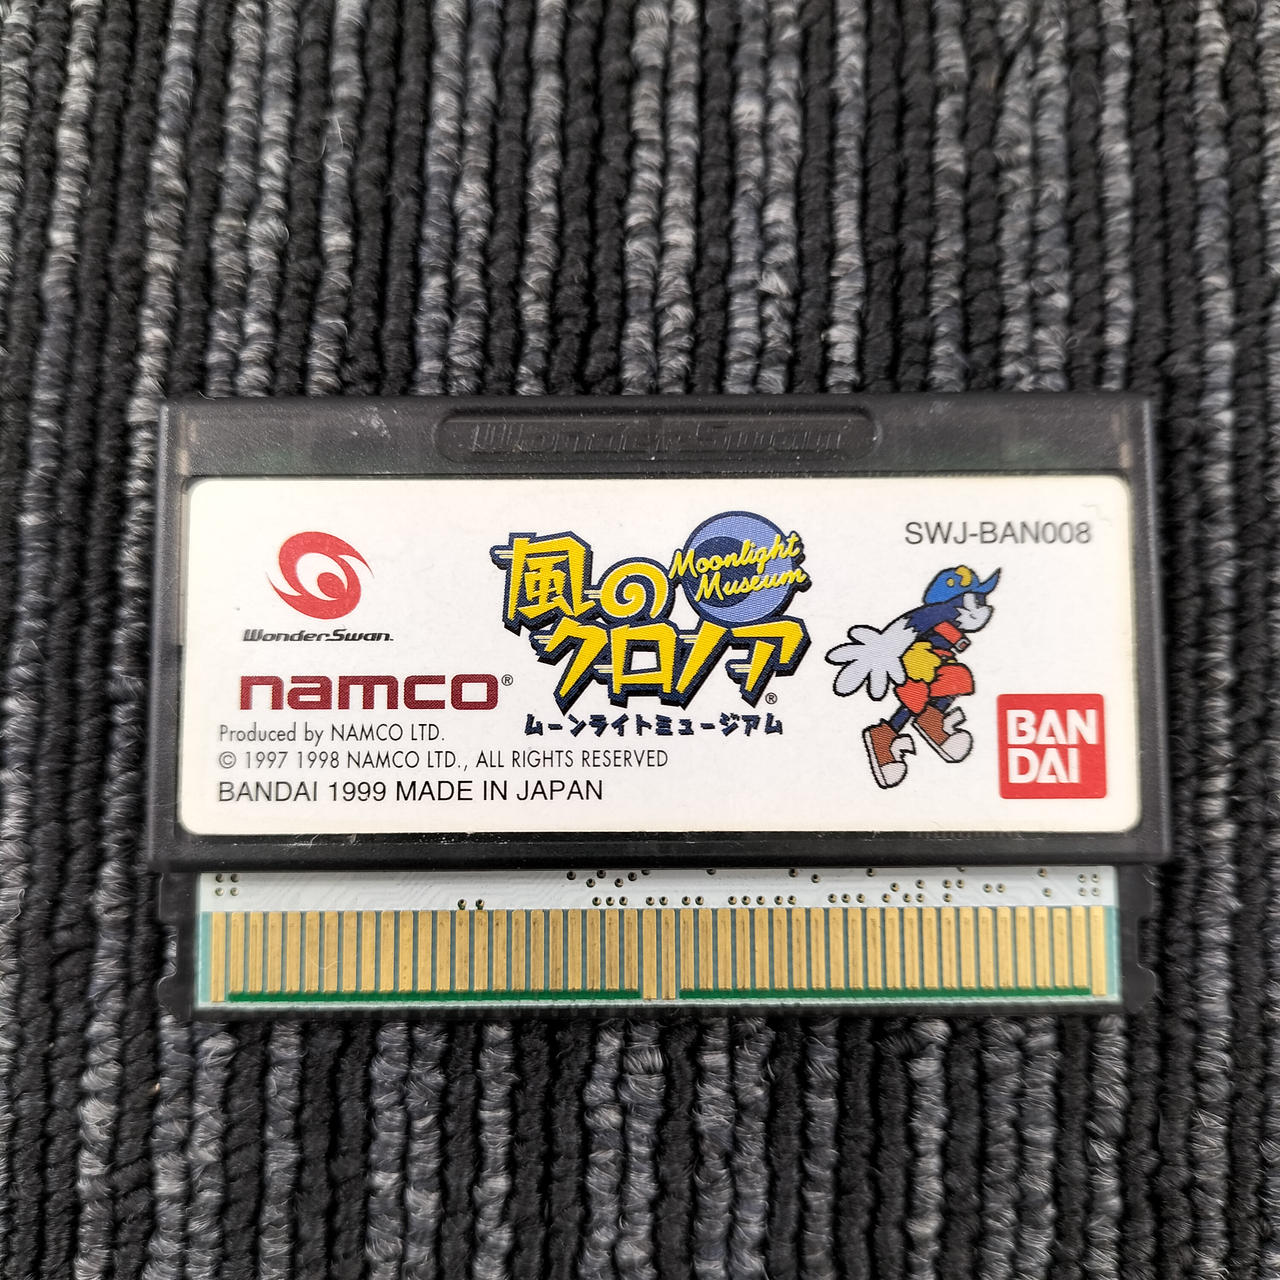 WonderSwan
SWJ-BAN008
WonderSwan
風のクロノア
Moonlight
Museum
ムーンライトミュージアム
®
namco®
Produced by NAMCO LTD.
© 1997 1998 NAMCO LTD., ALL RIGHTS RESERVED
BANDAI 1999 MADE IN JAPAN
BAN
DAI